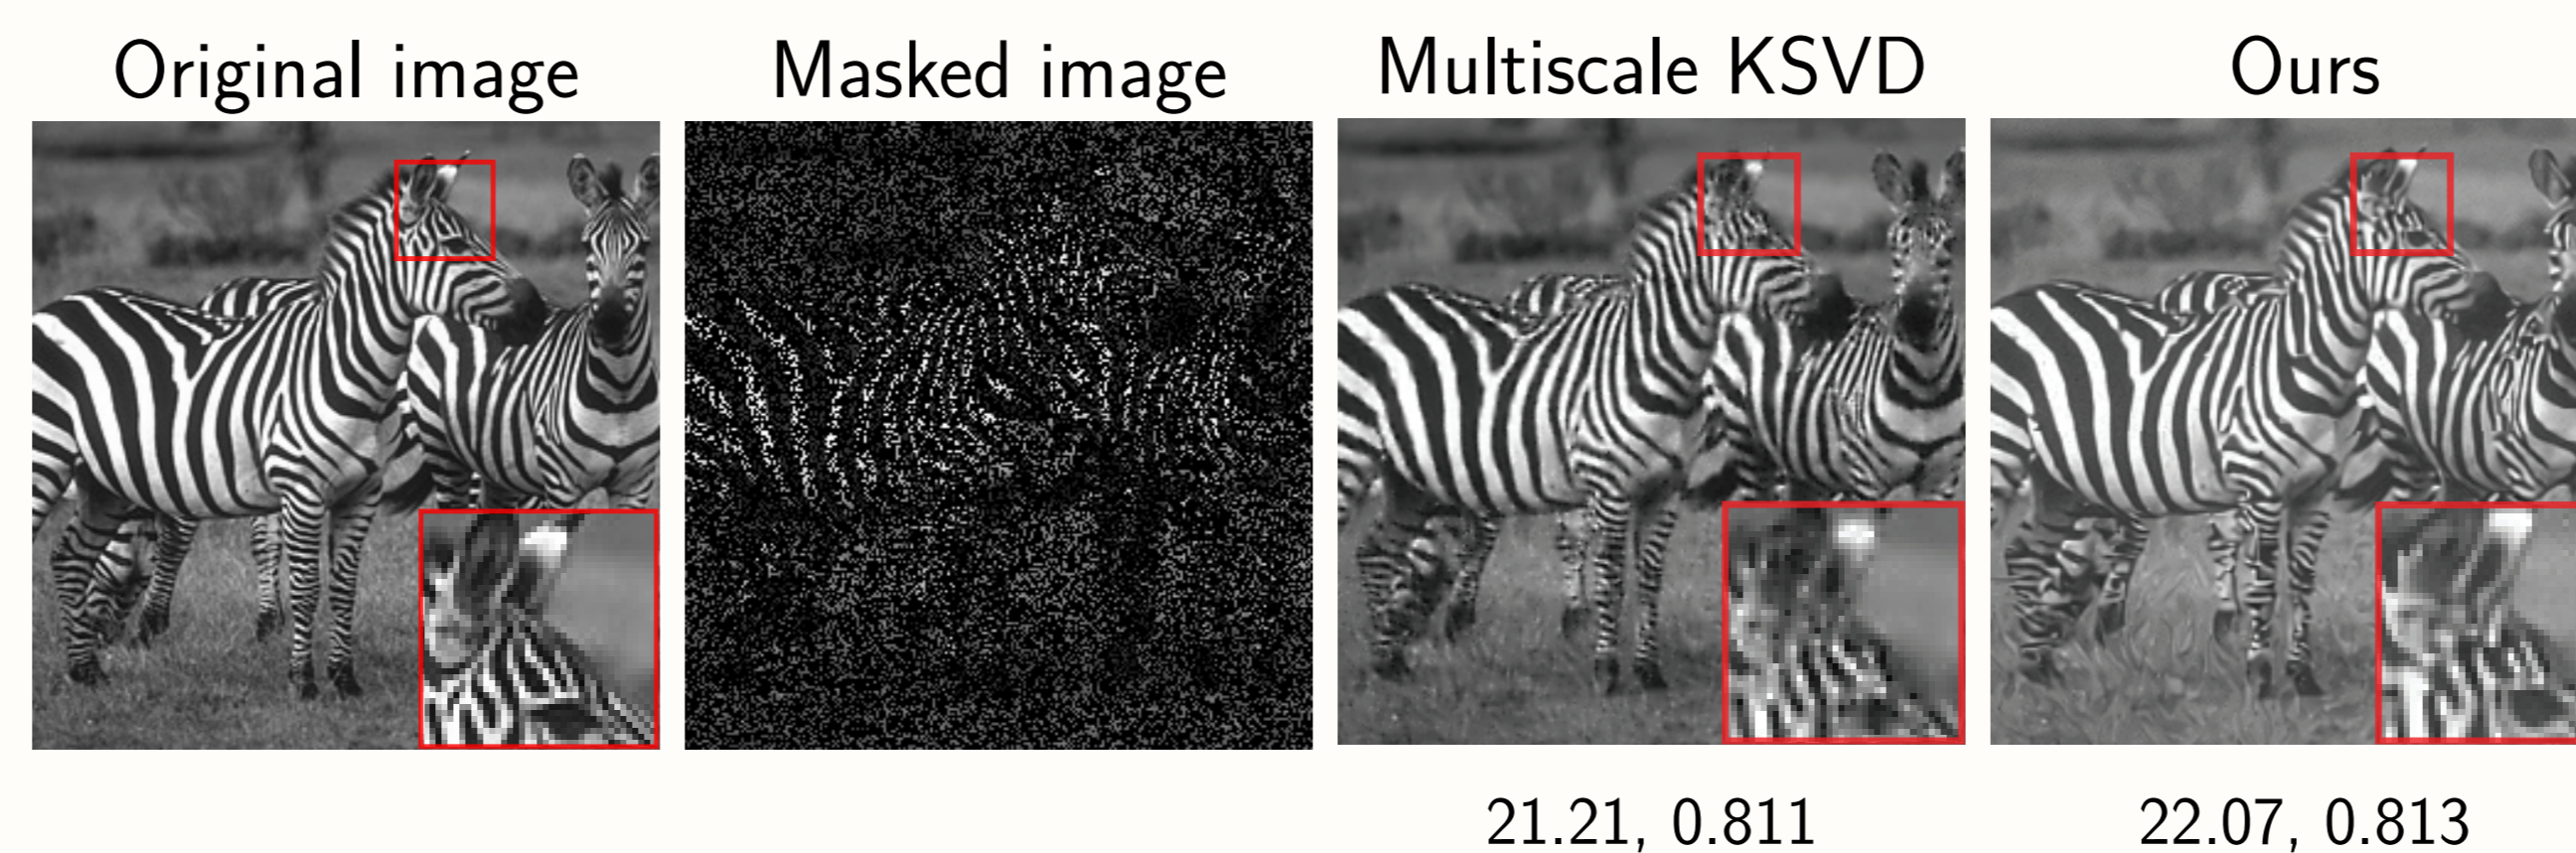 Original image
Masked image
Multiscale KSVD
Ours
21.21, 0.811
22.07, 0.813